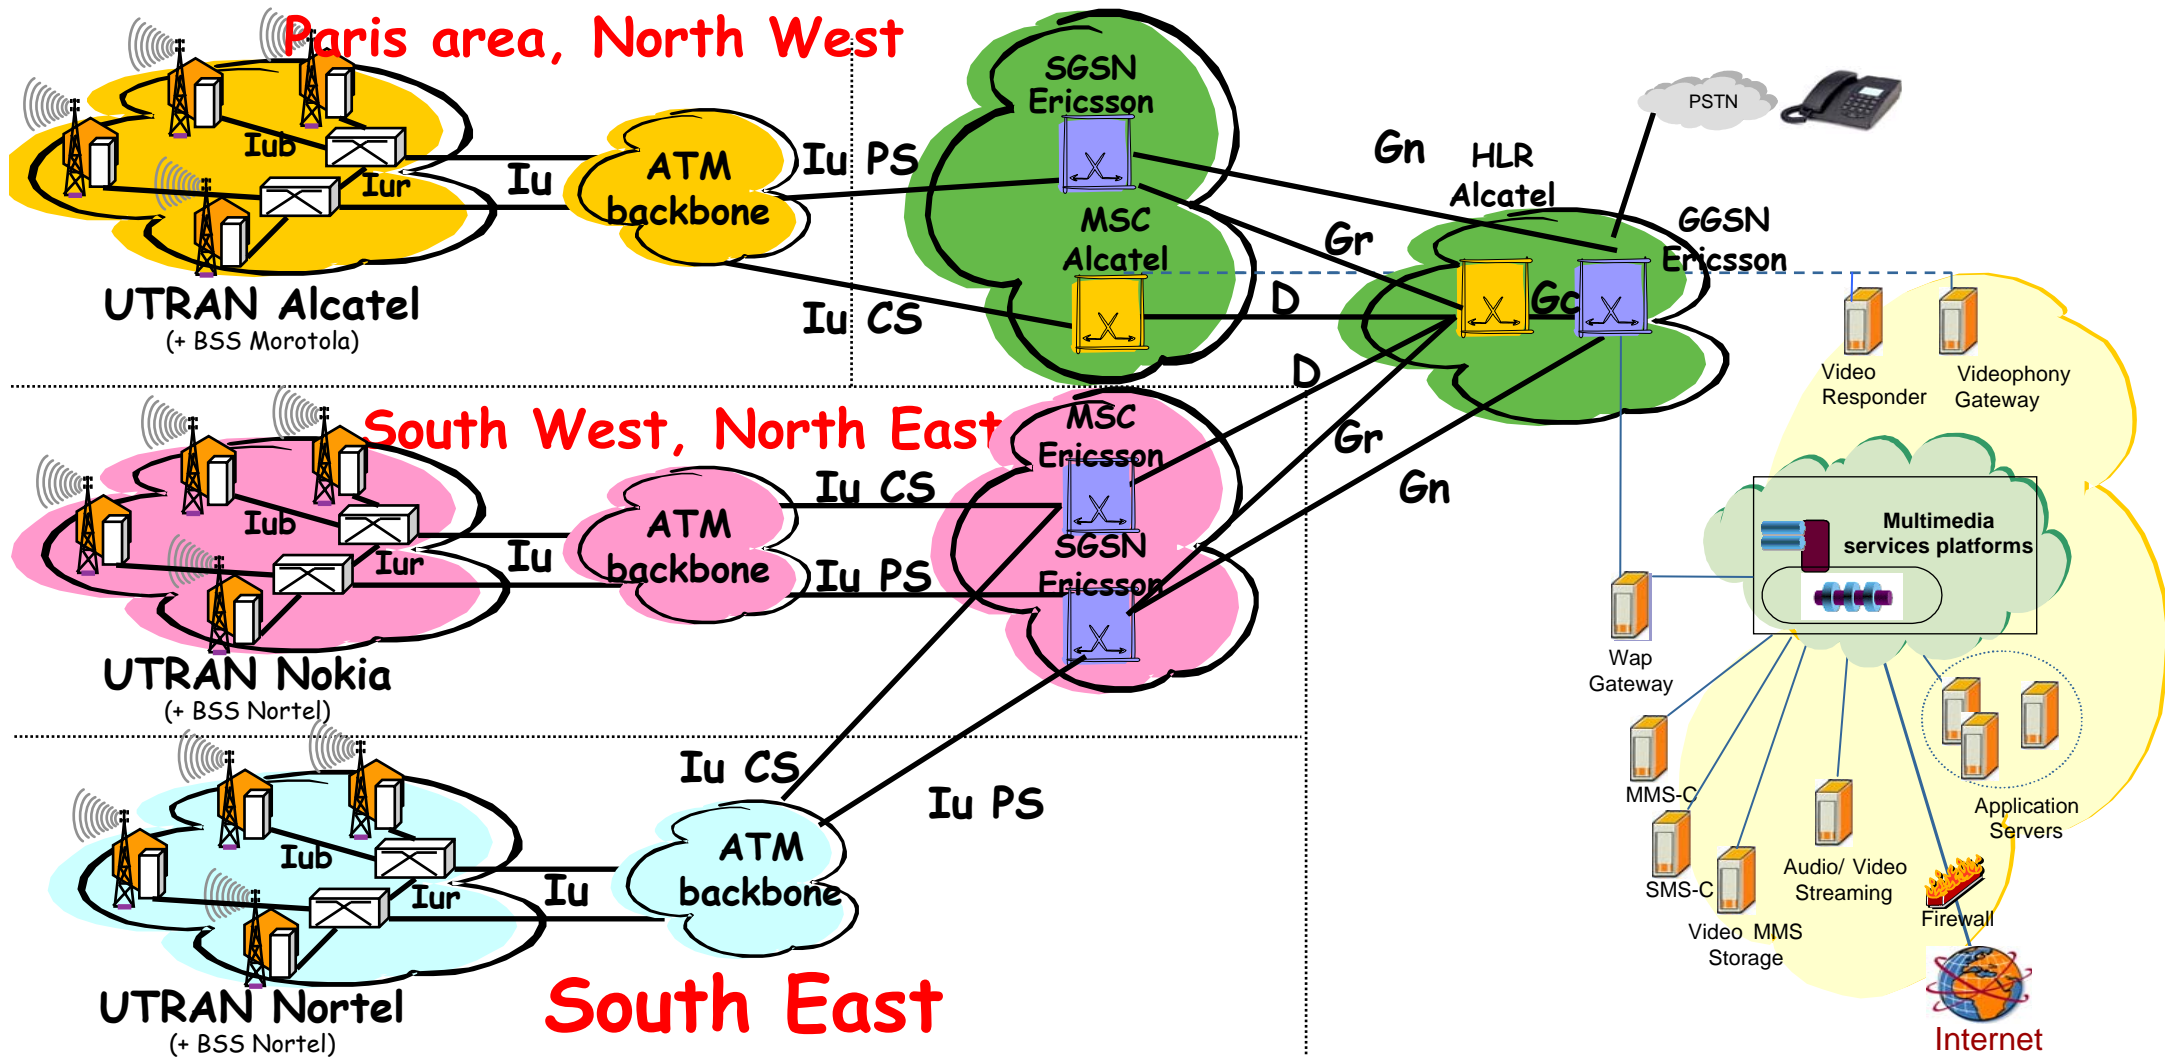 Paris area, North West
SGSN
Ericsson
PSTN
Iub
Iur
Iu
ATM
backbone
Iu PS
Gn
HLR
Alcatel
MSC
Alcatel
Gr
GGSN
Ericsson
UTRAN Alcatel
(+ BSS Morotola)
Iu CS
D
Gc
Video
Responder
Videophony
Gateway
South West, North East
MSC
Ericsson
D
Gr
Gn
Iub
Iur
Iu
ATM
backbone
Iu CS
Iu PS
SGSN
Ericsson
Multimedia
services platforms
UTRAN Nokia
(+ BSS Nortel)
Wap
Gateway
Iu CS
Iu PS
MMS-C
Application
Servers
Iub
Iur
Iu
ATM
backbone
SMS-C
Audio/ Video
Streaming
Firewall
Video MMS
Storage
UTRAN Nortel
(+ BSS Nortel)
South East
Internet